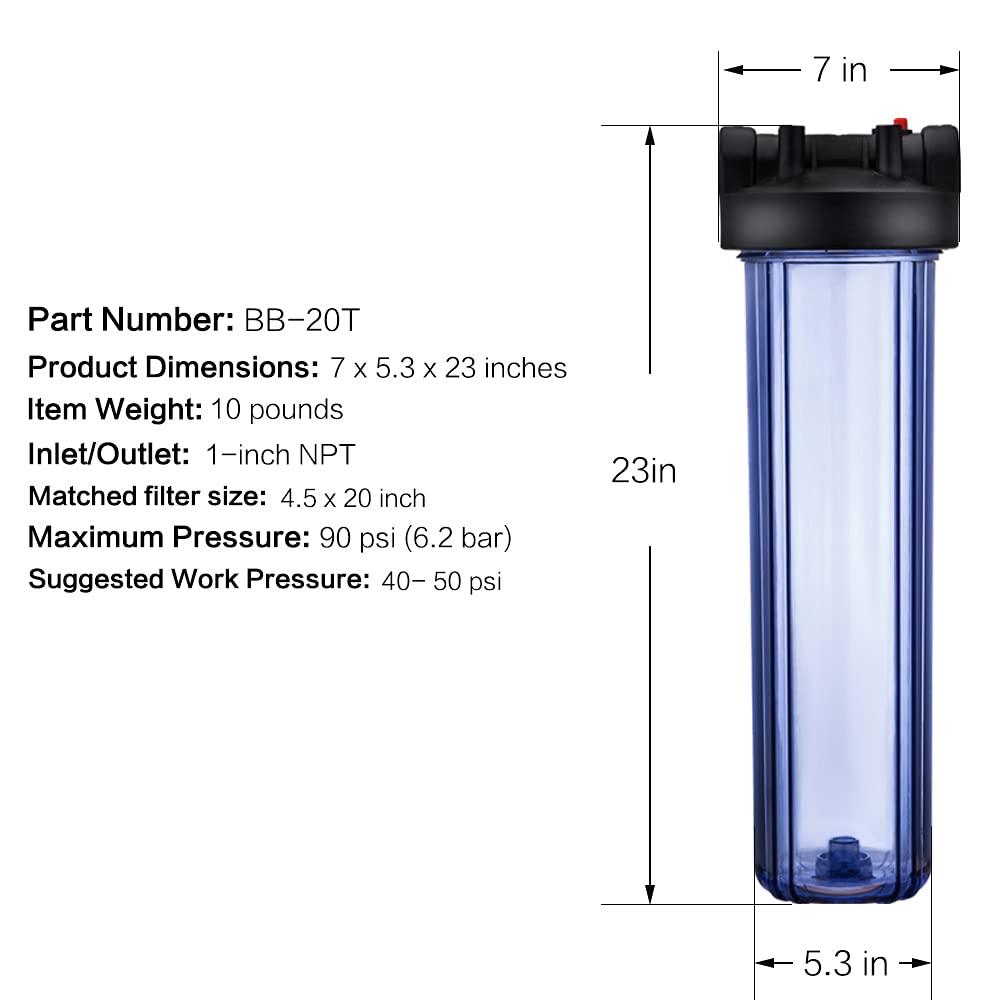 7 in
Part Number: BB-20T
Product Dimensions: 7 x 5.3 x 23 inches
Item Weight: 10 pounds
Inlet/Outlet: 1-inch NPT
23in
Matched filter size: 4.5 x 20 inch
Maximum Pressure: 90 psi (6.2 bar)
Suggested Work Pressure: 40- 50 psi
5.3 in